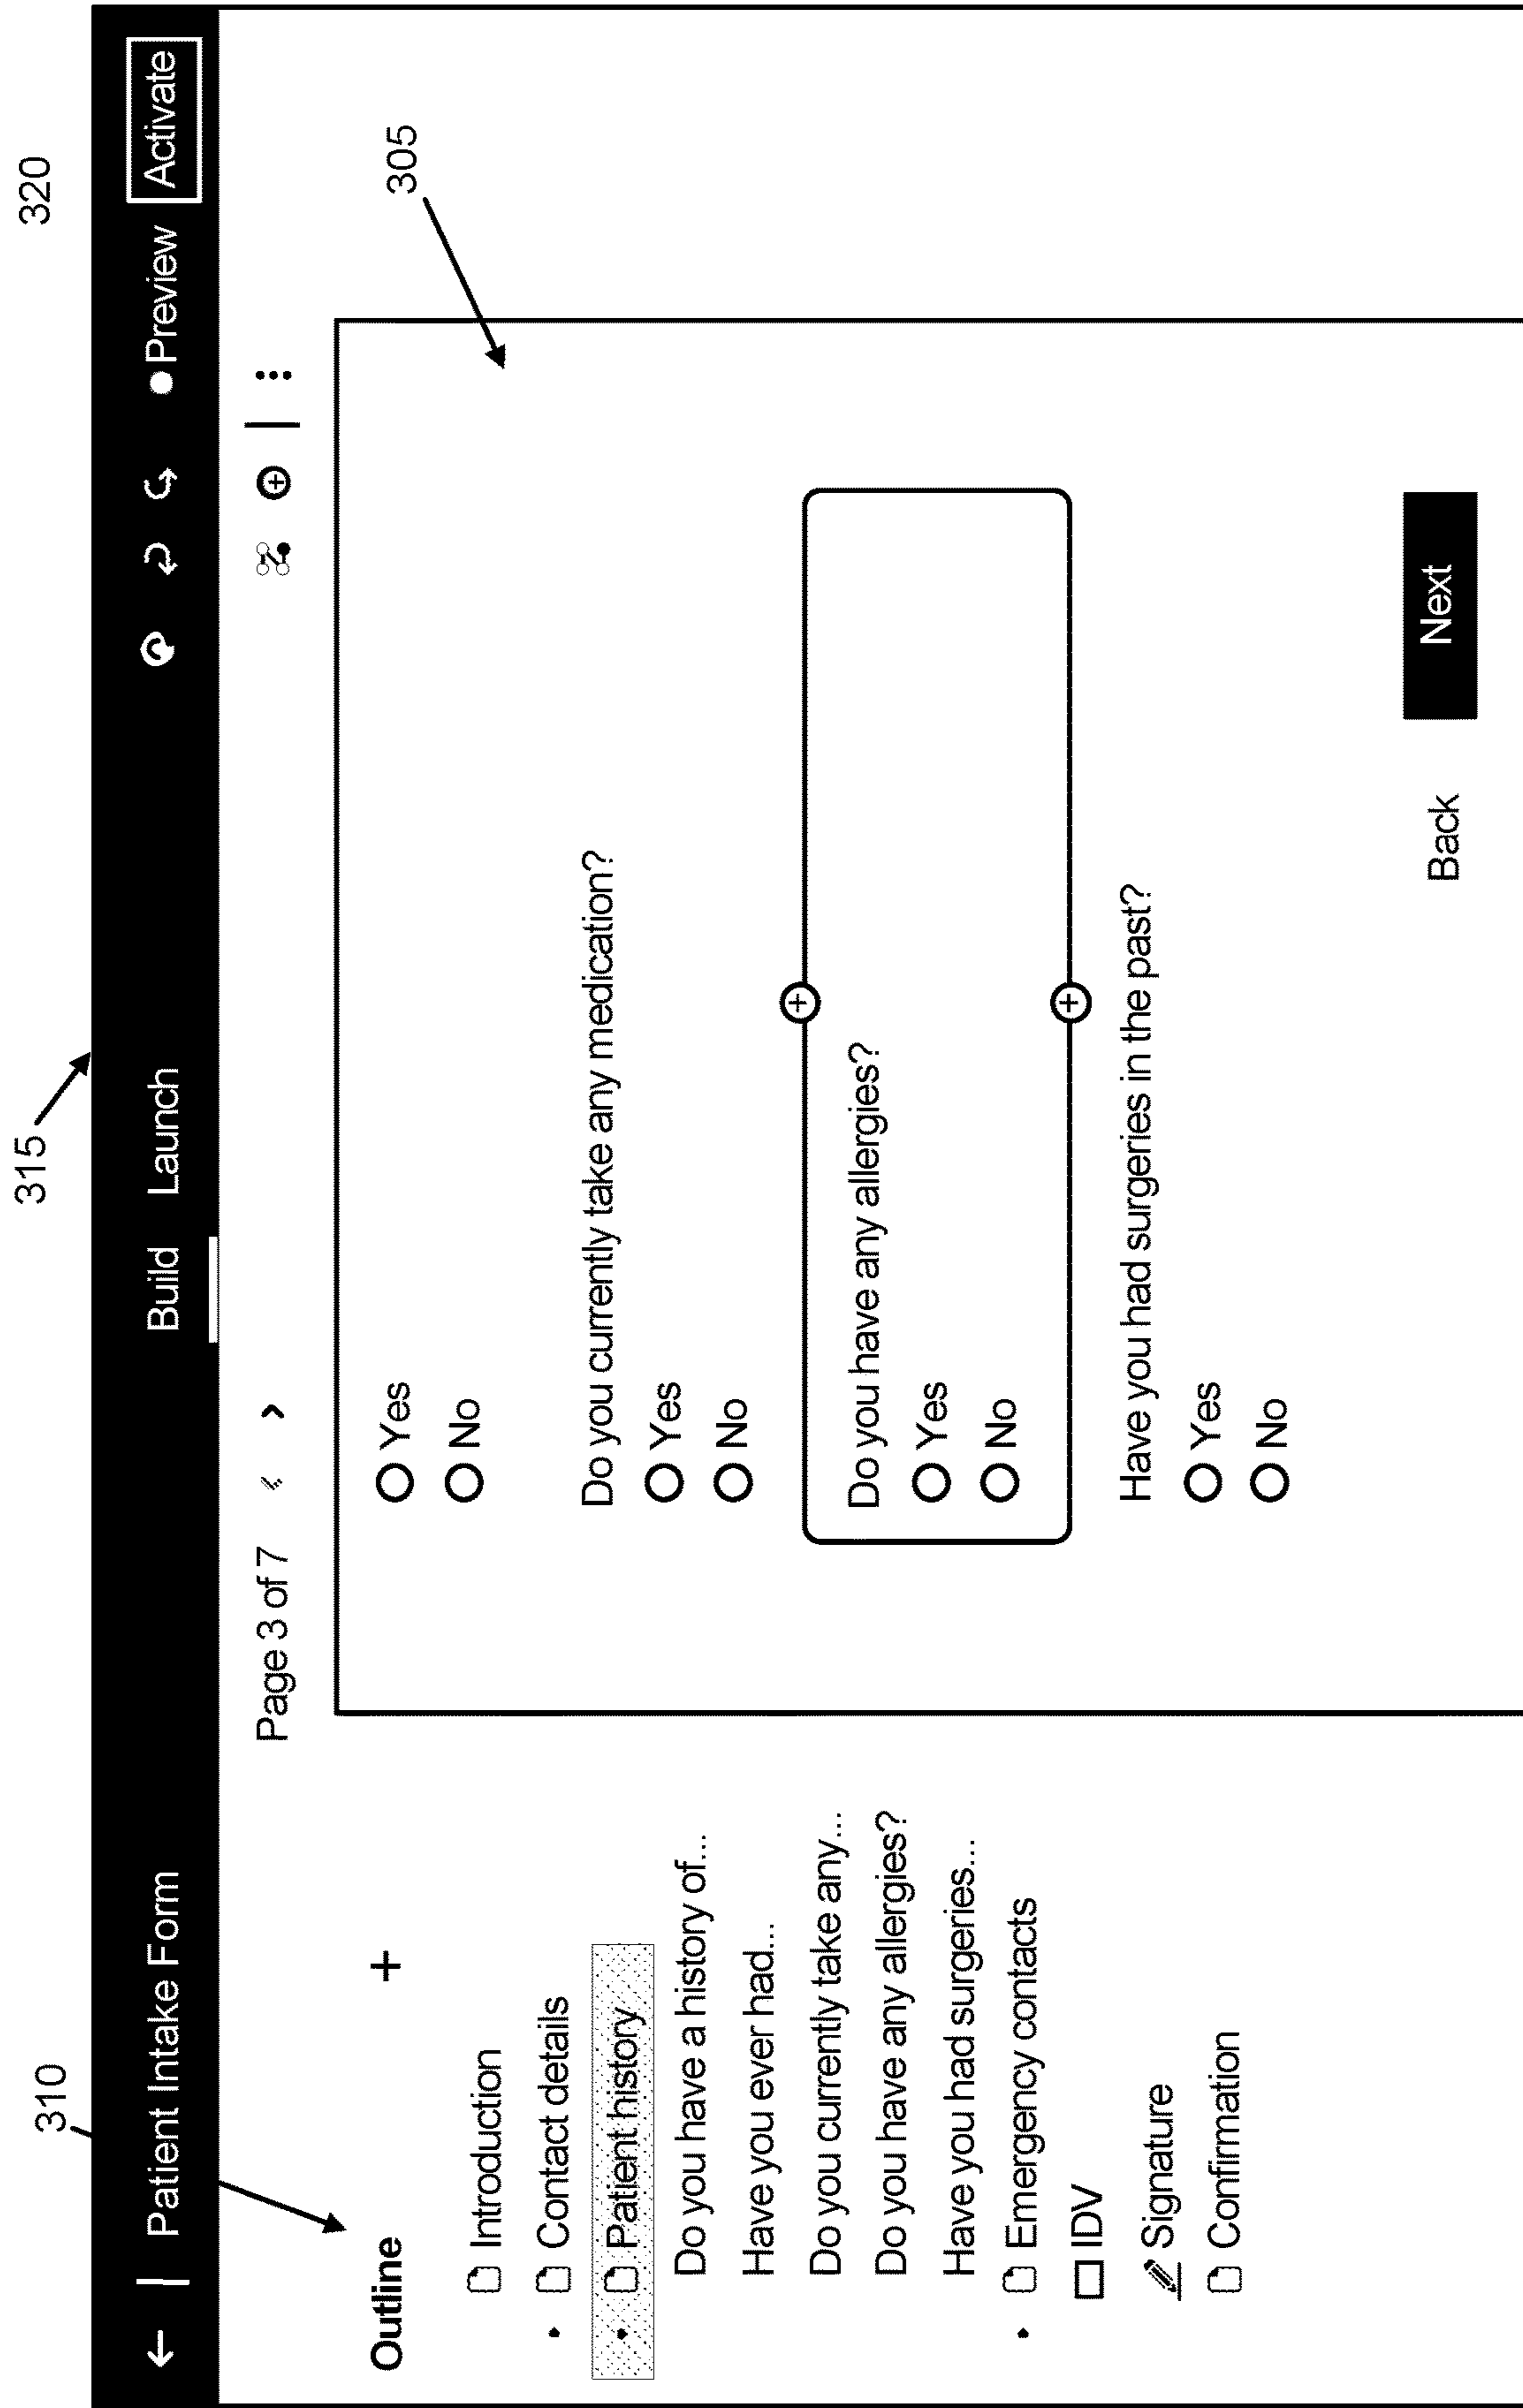 310
315
320
← | Patient Intake Form Build Launch Preview Activate
Outline +
Page 3 of 7
Introduction
Contact details
Patient history
Do you have a history of...
Have you ever had...
Do you currently take any...
Do you have any allergies?
Have you had surgeries...
Emergency contacts
IDV
Signature
Confirmation
305
Yes
No
Do you currently take any medication?
Yes
No
Do you have any allergies?
Yes
No
Have you had surgeries in the past?
Yes
No
Back Next